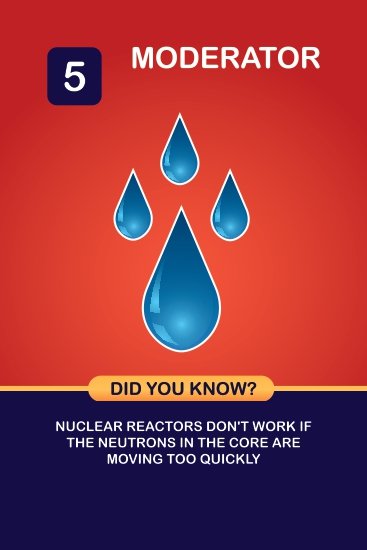 MODERATOR
5
DID YOU KNOW?
NUCLEAR REACTORS DON'T WORK IF
THE NEUTRONS IN THE CORE ARE
MOVING TOO QUICKLY